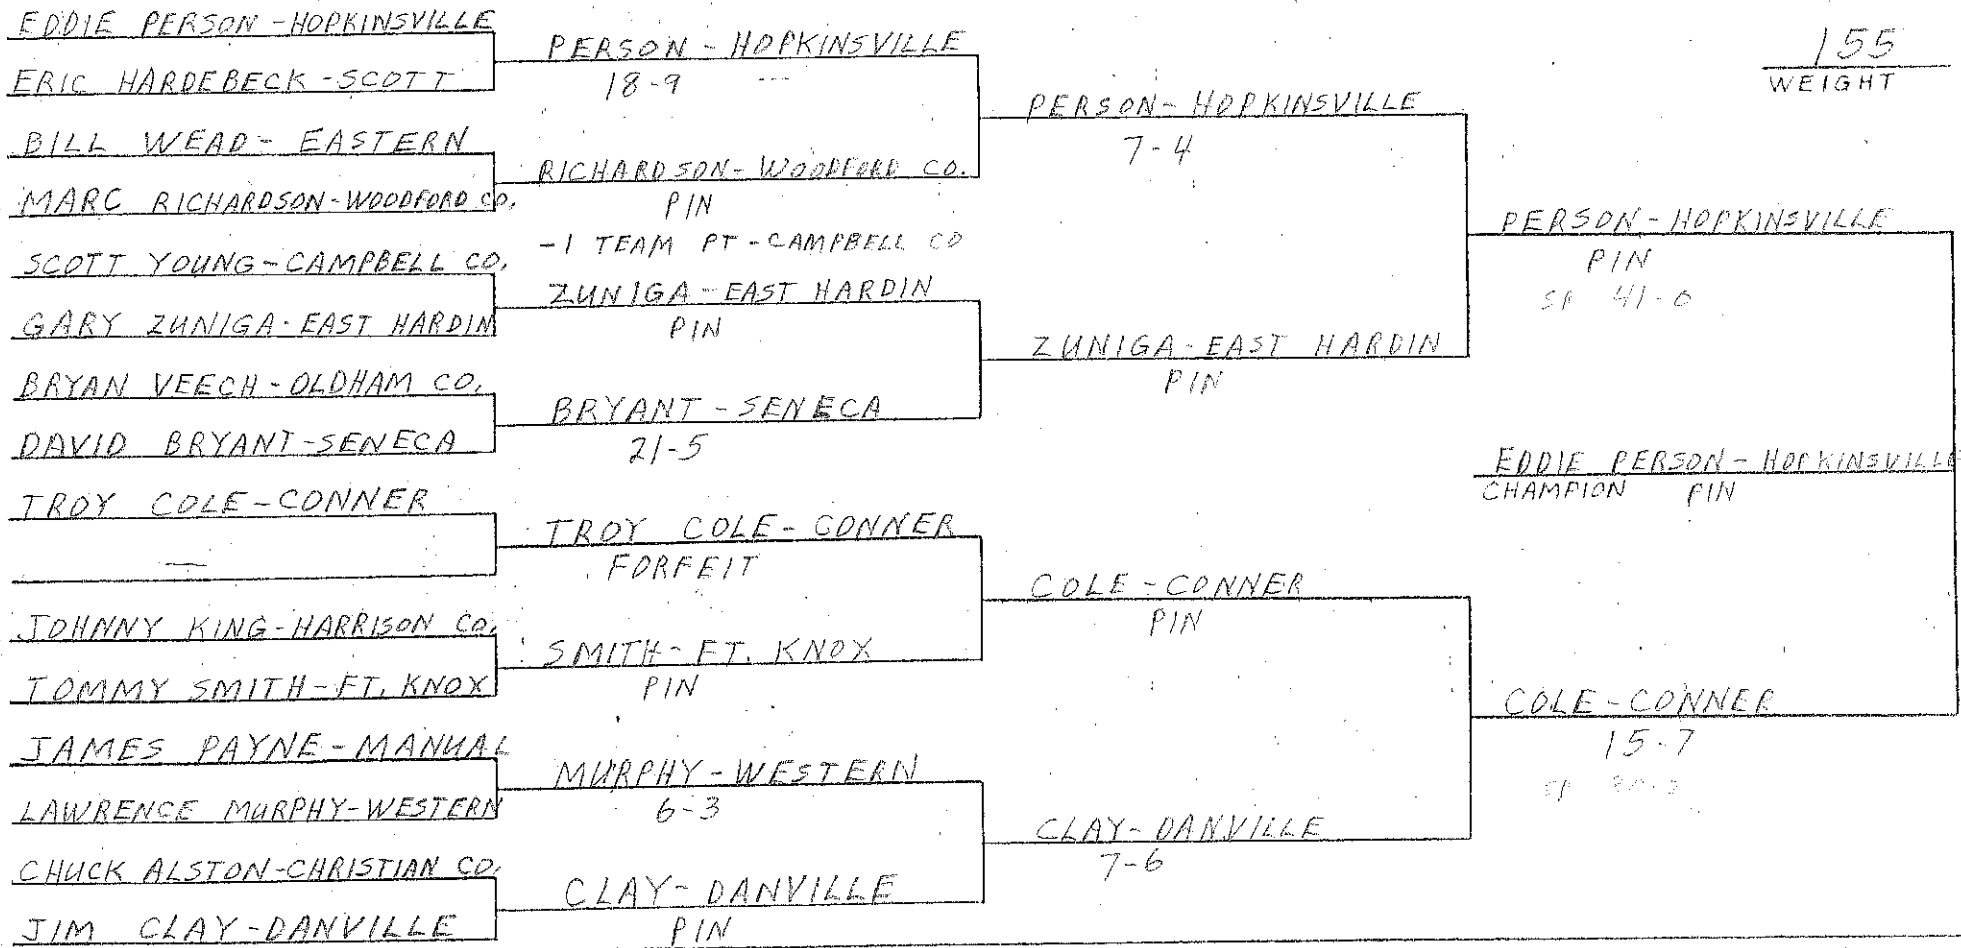 EDDIE PERSON - HOPKINSVILLE
ERIC HARDEBECK - SCOTT
BILL WEAD - EASTERN
MARC RICHARDSON - WOODFORD CO.
SCOTT YOUNG - CAMPBELL CO.
GARY ZUNIGA - EAST HARDIN
BRYAN VEECH - OLDHAM CO.
DAVID BRYANT - SENECA
TROY COLE - CONNER
—
JOHNNY KING - HARRISON CO.
TOMMY SMITH - FT. KNOX
JAMES PAYNE - MANUAL
LAWRENCE MURPHY - WESTERN
CHUCK ALSTON - CHRISTIAN CO.
JIM CLAY - DANVILLE
PERSON - HOPKINSVILLE
18-9
RICHARDSON - WOODFORD CO.
PIN
-1 TEAM PT - CAMPBELL CO
ZUNIGA - EAST HARDIN
PIN
BRYANT - SENECA
21-5
TROY COLE - CONNER
FORFEIT
SMITH - FT. KNOX
PIN
MURPHY - WESTERN
6-3
CLAY - DANVILLE
PIN
PERSON - HOPKINSVILLE
7-4
ZUNIGA - EAST HARDIN
PIN
COLE - CONNER
PIN
CLAY - DANVILLE
7-6
155
WEIGHT
PERSON - HOPKINSVILLE
PIN
41-0
EDDIE PERSON - HOPKINSVILLE
CHAMPION PIN
COLE - CONNER
15-7